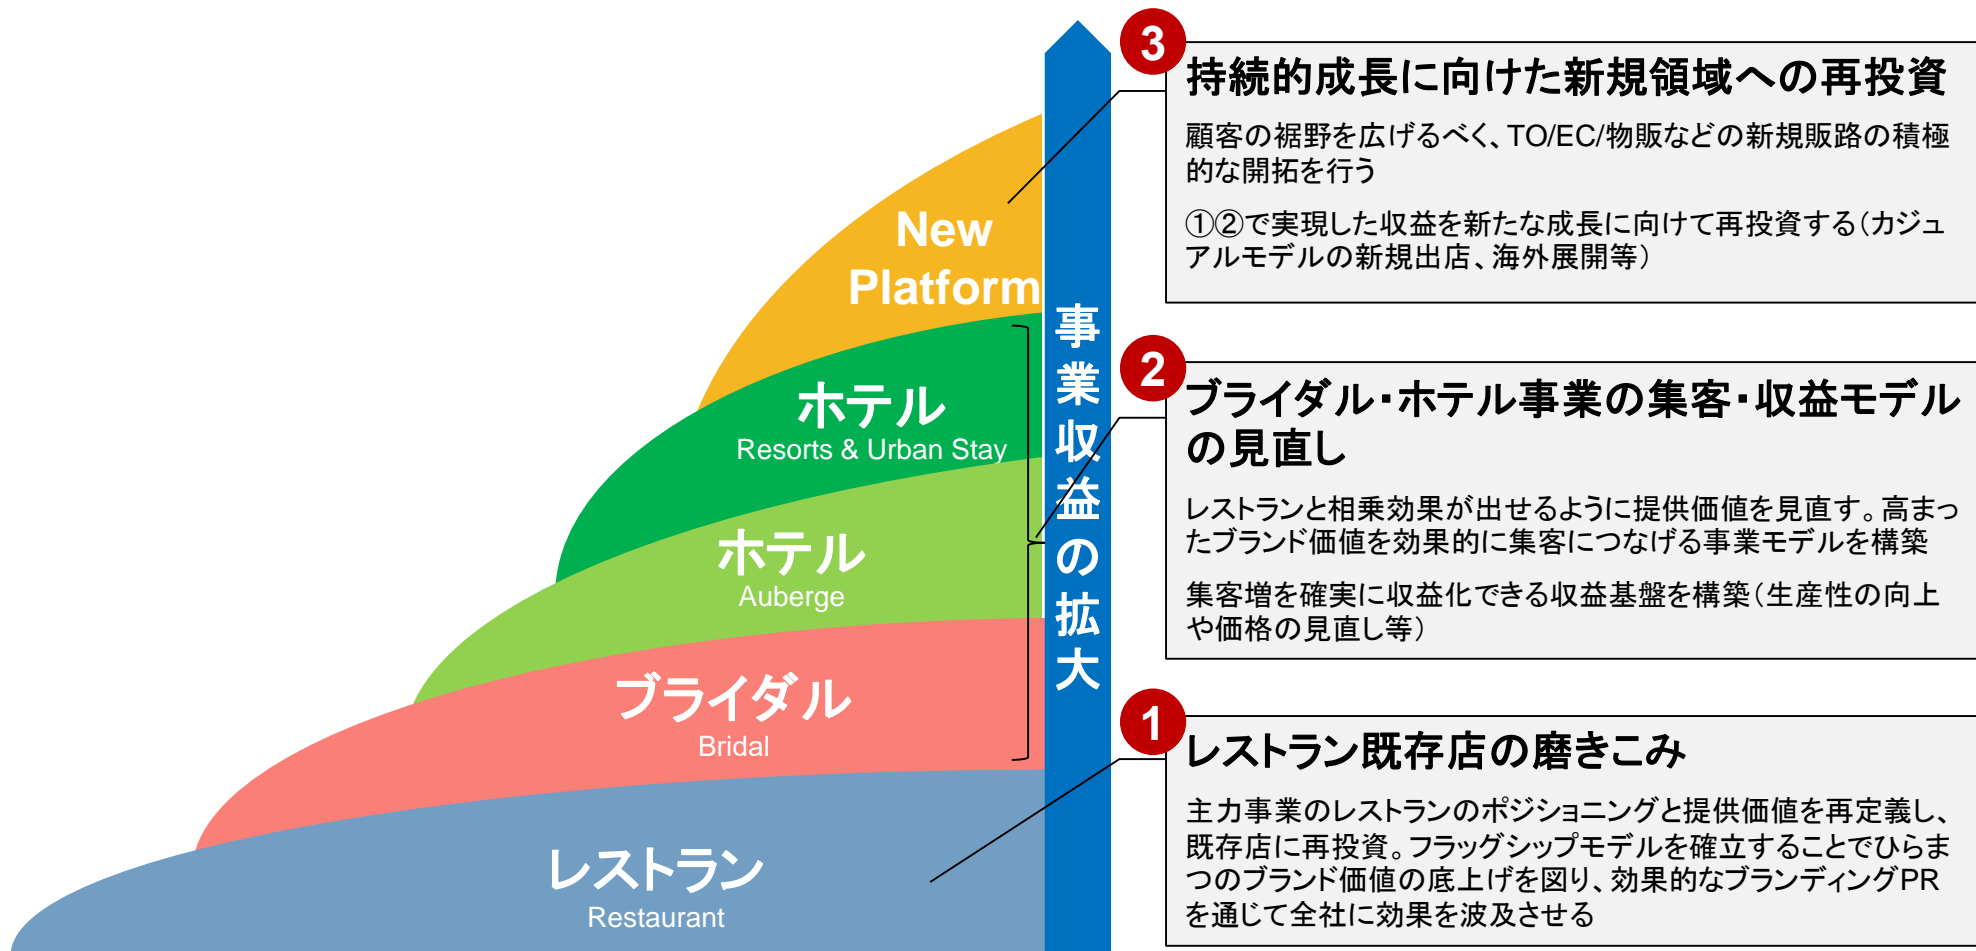 New
Platform
ホテル
Resorts & Urban Stay
ホテル
Auberge
ブライダル
Bridal
レストラン
Restaurant
事業収益の拡大
3
持続的成長に向けた新規領域への再投資
顧客の裾野を広げるべく、TO/EC/物販などの新規販路の積極
的な開拓を行う
①②で実現した収益を新たな成長に向けて再投資する（カジュ
アルモデルの新規出店、海外展開等）
2
ブライダル・ホテル事業の集客・収益モデル
の見直し
レストランと相乗効果が出せるように提供価値を見直す。高まっ
たブランド価値を効果的に集客につなげる事業モデルを構築
集客増を確実に収益化できる収益基盤を構築（生産性の向上
や価格の見直し等）
1
レストラン既存店の磨きこみ
主力事業のレストランのポジショニングと提供価値を再定義し、
既存店に再投資。フラッグシップモデルを確立することでひらま
つのブランド価値の底上げを図り、効果的なブランディングPR
を通じて全社に効果を波及させる